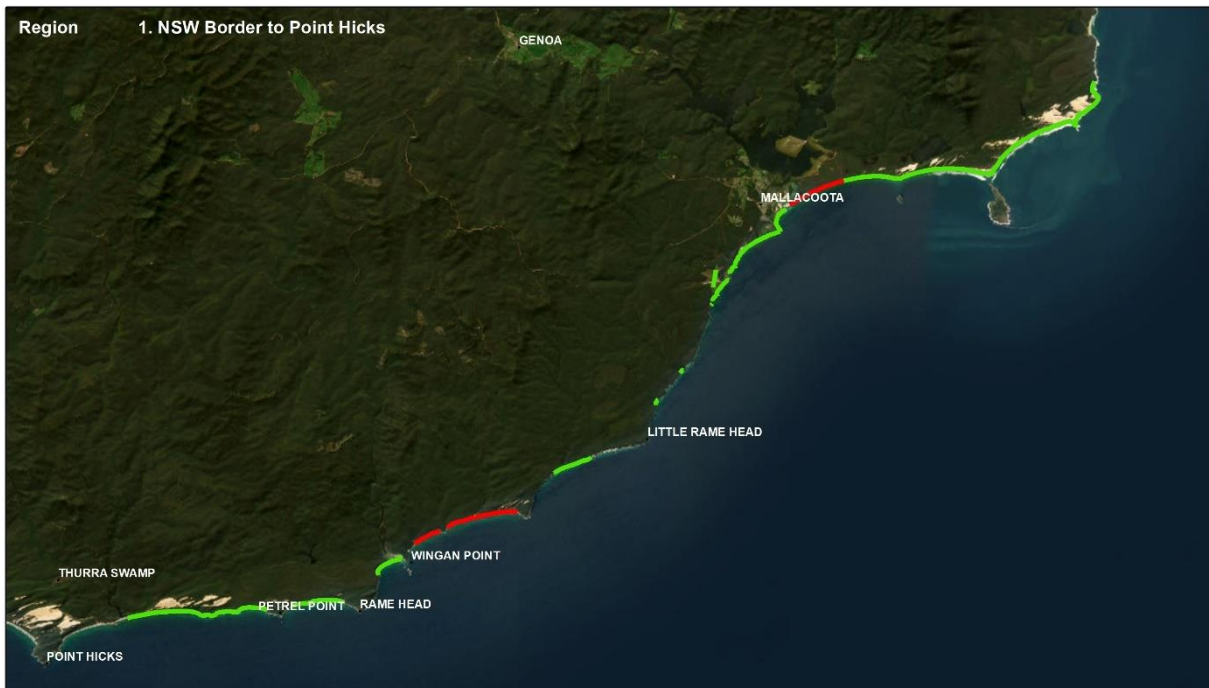 Region 1. NSW Border to Point Hicks
GENOA
MALLACOOTA
LITTLE RAME HEAD
WINGAN POINT
THURRA SWAMP
PETREL POINT
RAME HEAD
POINT HICKS